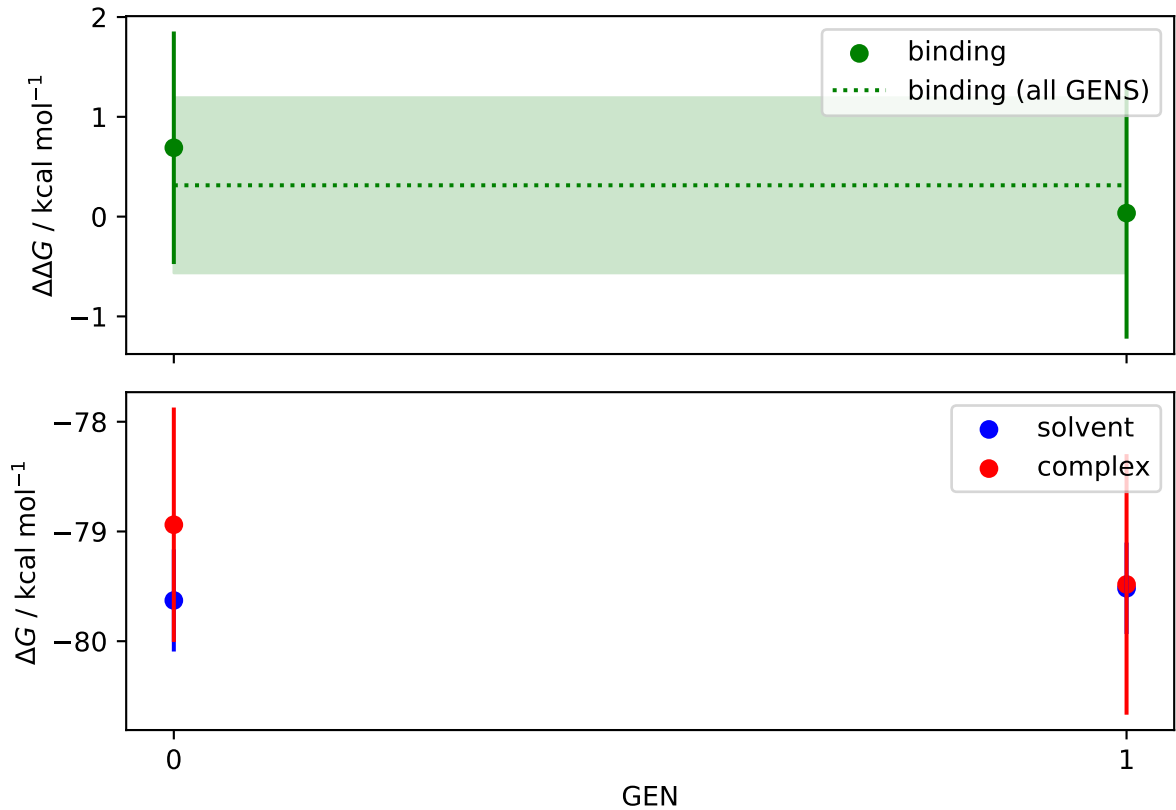 2
1
0
−1
ΔΔG / kcal mol⁻¹
binding
binding (all GENS)
−78
−79
−80
ΔG / kcal mol⁻¹
solvent
complex
0
1
GEN